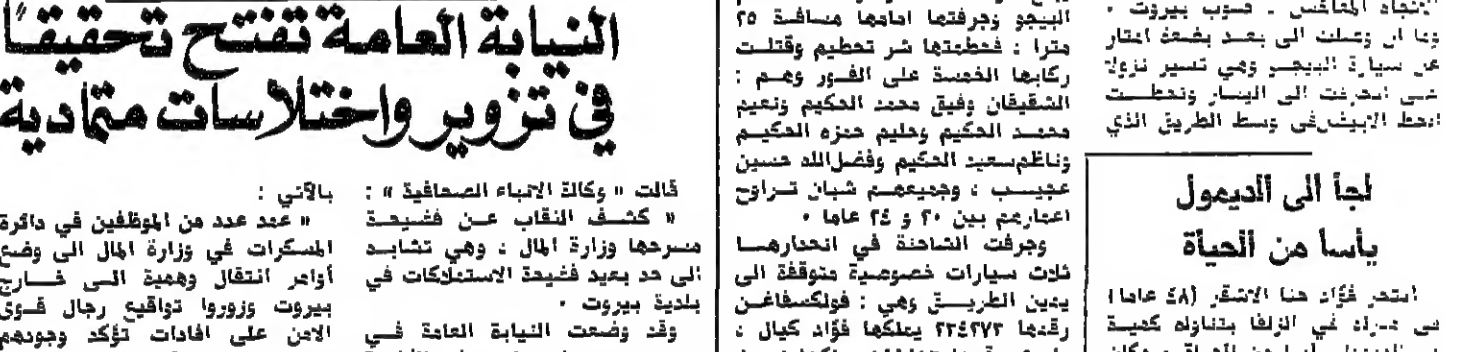 الاتجاه المعاكس - صوب بيروت .
وما ان وصلت الى بعد بضعة امتار
عن سيارة البيجو وهي تسير نزولا
حتى انحرفت الى اليسار وتخطت
الخط الابيض في وسط الطريق الذي
البيجو وجرفتها امامها مسافة ٢٥
مترا ; فحطمتها شر تحطيم وقتلت
ركابها الخمسة على الفور وهم :
الشقيقان وفيق محمد الحكيم ونعيم
محمد الحكيم وحليم حمزه الحكيم
وناظم سعيد الحكيم وفضل الله حسين
عجيب ، وجميعهم شبان تراوح
اعمارهم بين ٢٠ و ٢٤ عاما .
وجرفت الشاحنة في انحدارها
ثلاث سيارات خصوصية متوقفة الى
يمين الطريق وهي : فولكسفاغن
رقمها ٢٣٤٢٧٣ يملكها فؤاد كيال ،
لجأ الى الديمول
يأسا من الحياة
انتحر فؤاد حنا الاشقر (٤٨ عاما)
في منزله في الزلقا بتناوله كمية
النيابة العامة تفتتح تحقيقاً
في تزوير واختلاسات متمادية
قالت « وكالة الانباء الصحافية » :
« كشف النقاب عن فضيحة
مسرحها وزارة المال ، وهي تشابه
الى حد بعيد فضيحة الاستملاكات في
بلدية بيروت .
وقد وضعت النيابة العامة في
بالآتي :
« عمد عدد من الموظفين في دائرة
المسكرات في وزارة المال الى وضع
أوامر انتقال وهمية الى خارج
بيروت وزوروا تواقيع رجال قوى
الامن على افادات تؤكد وجودهم